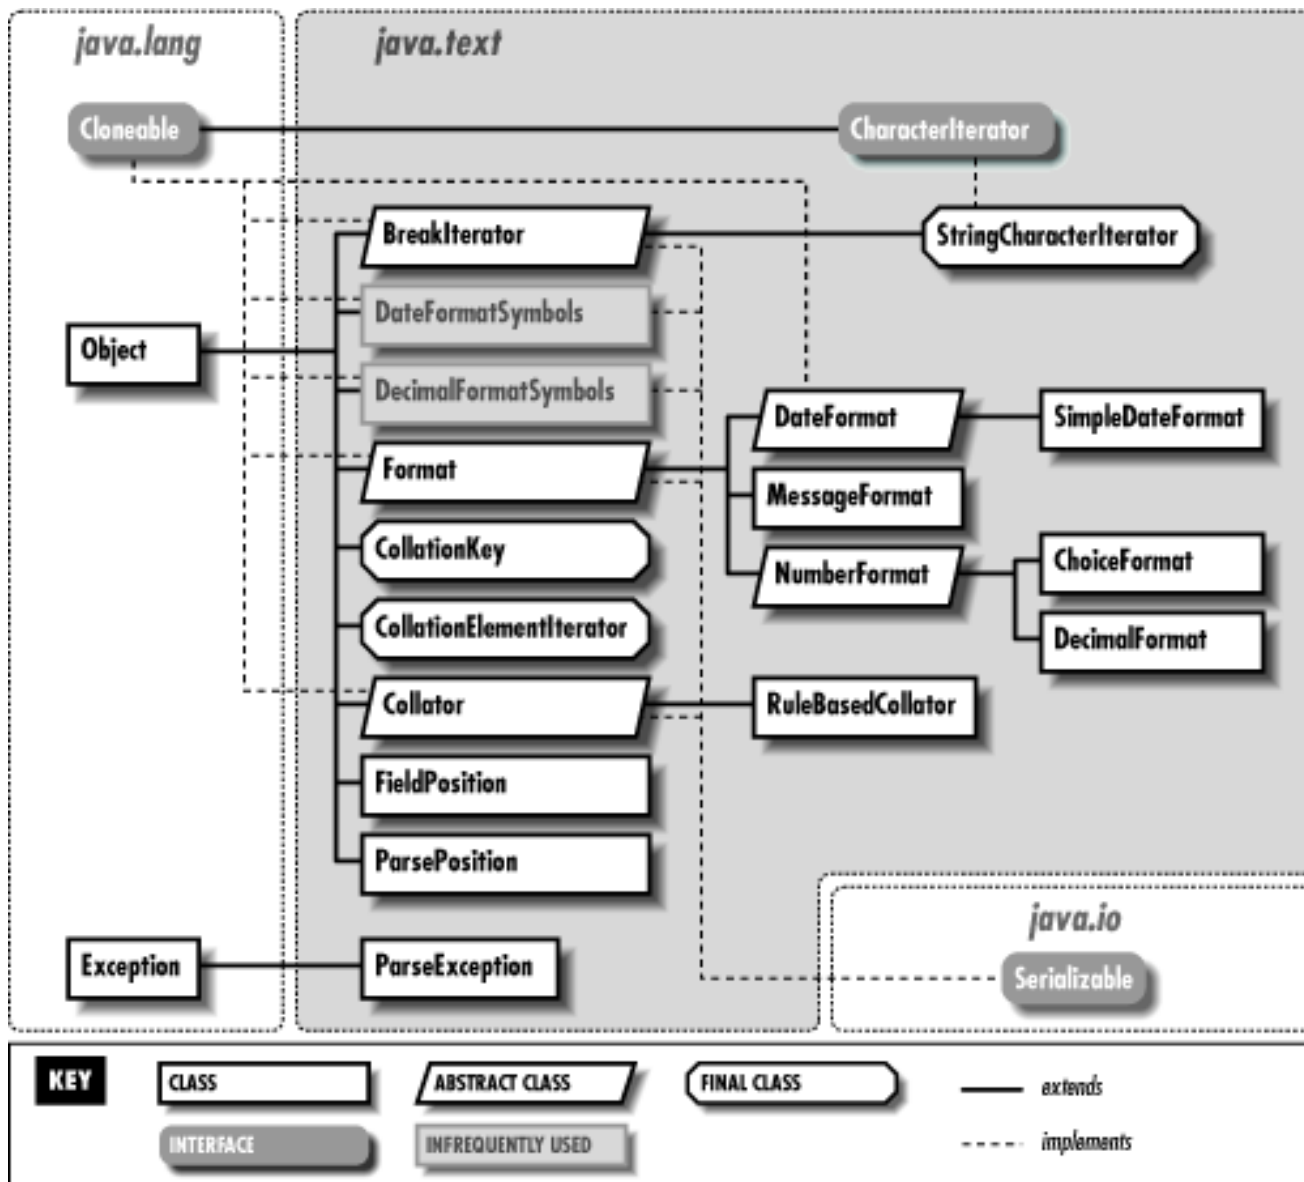 java.lang
java.text
Cloneable
CharacterIterator
BreakIterator
StringCharacterIterator
DateFormatSymbols
Object
DecimalFormatSymbols
DateFormat
SimpleDateFormat
Format
MessageFormat
CollationKey
NumberFormat
ChoiceFormat
CollationElementIterator
DecimalFormat
Collator
RuleBasedCollator
FieldPosition
ParsePosition
java.io
Exception
ParseException
Serializable
KEY
CLASS
ABSTRACT CLASS
FINAL CLASS
extends
INTERFACE
INFREQUENTLY USED
implements